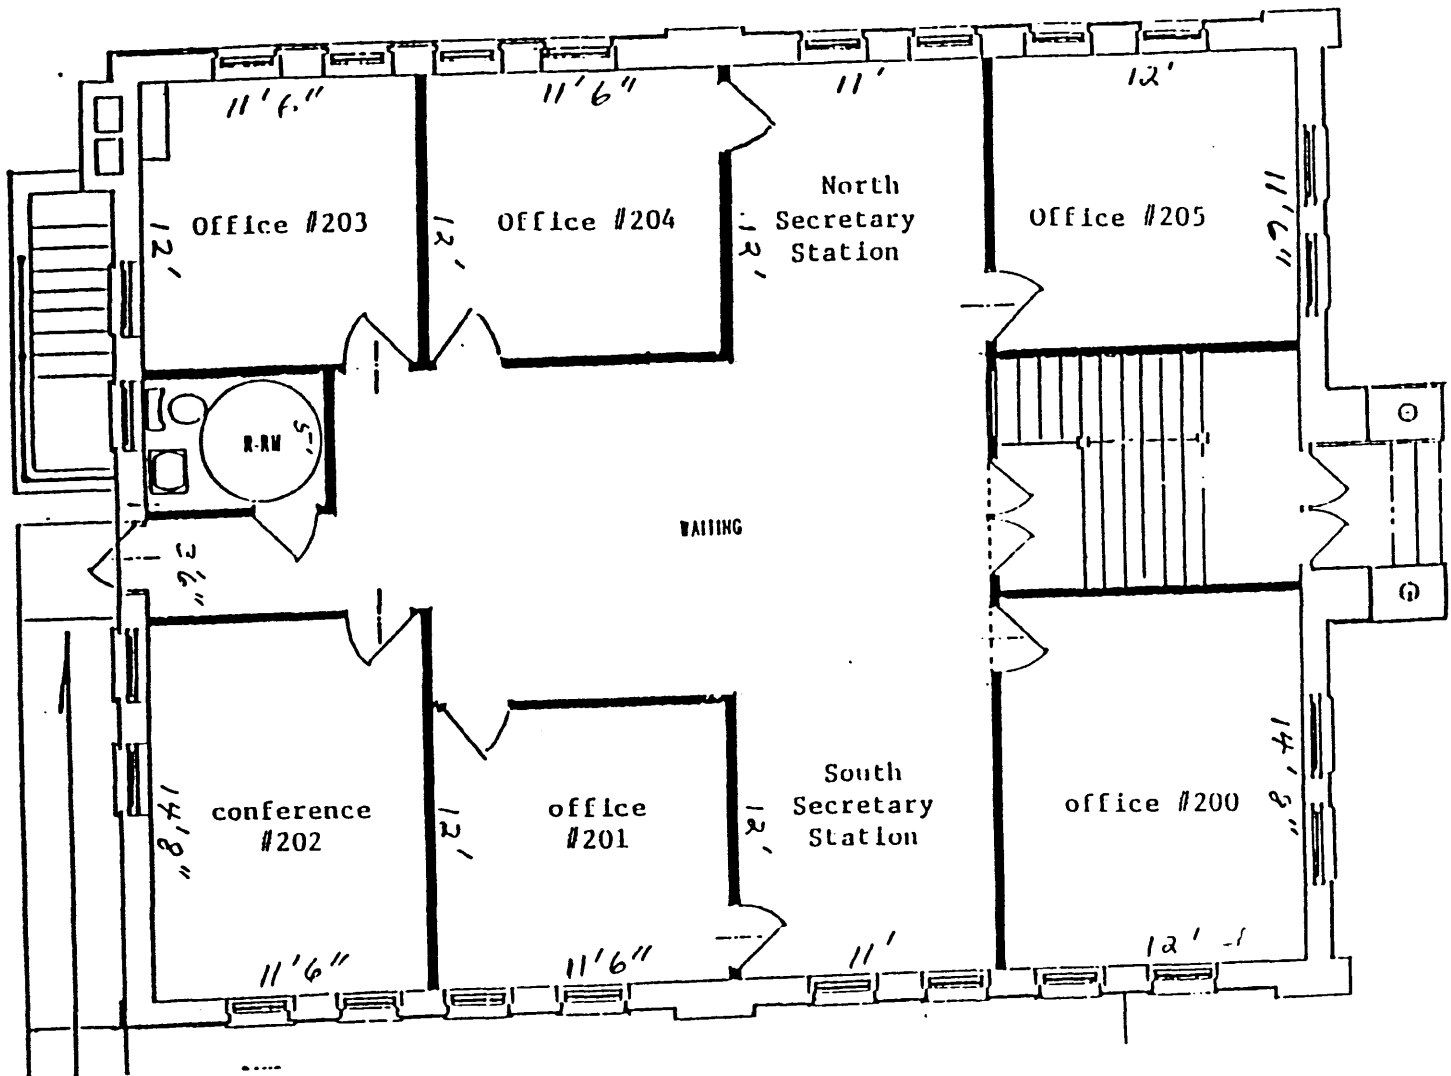 11'6"
11'6"
11'
12'
North
Secretary
Station
Office #203
Office #204
Office #205
12'
12'
12'
11'6"
R-RM
5'
WAITING
3'6"
South
Secretary
Station
conference
#202
office
#201
office #200
14'8"
12'
12'
14'8"
11'6"
11'6"
11'
12'